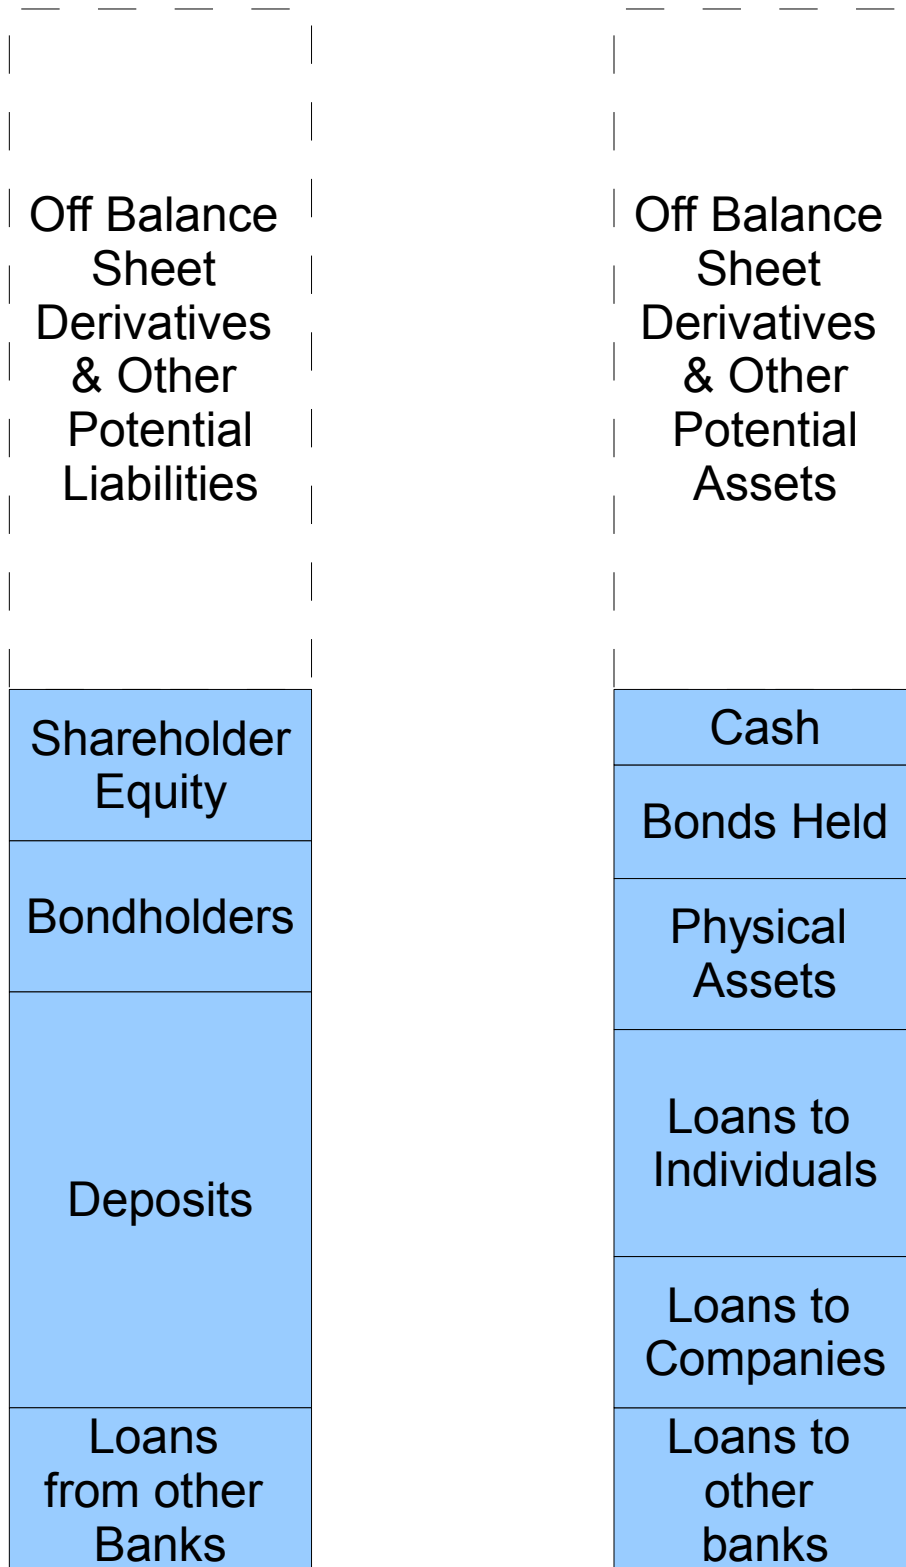 Off Balance
Sheet
Derivatives
& Other
Potential
Liabilities
Shareholder
Equity
Bondholders
Deposits
Loans
from other
Banks
Off Balance
Sheet
Derivatives
& Other
Potential
Assets
Cash
Bonds Held
Physical
Assets
Loans to
Individuals
Loans to
Companies
Loans to
other
banks